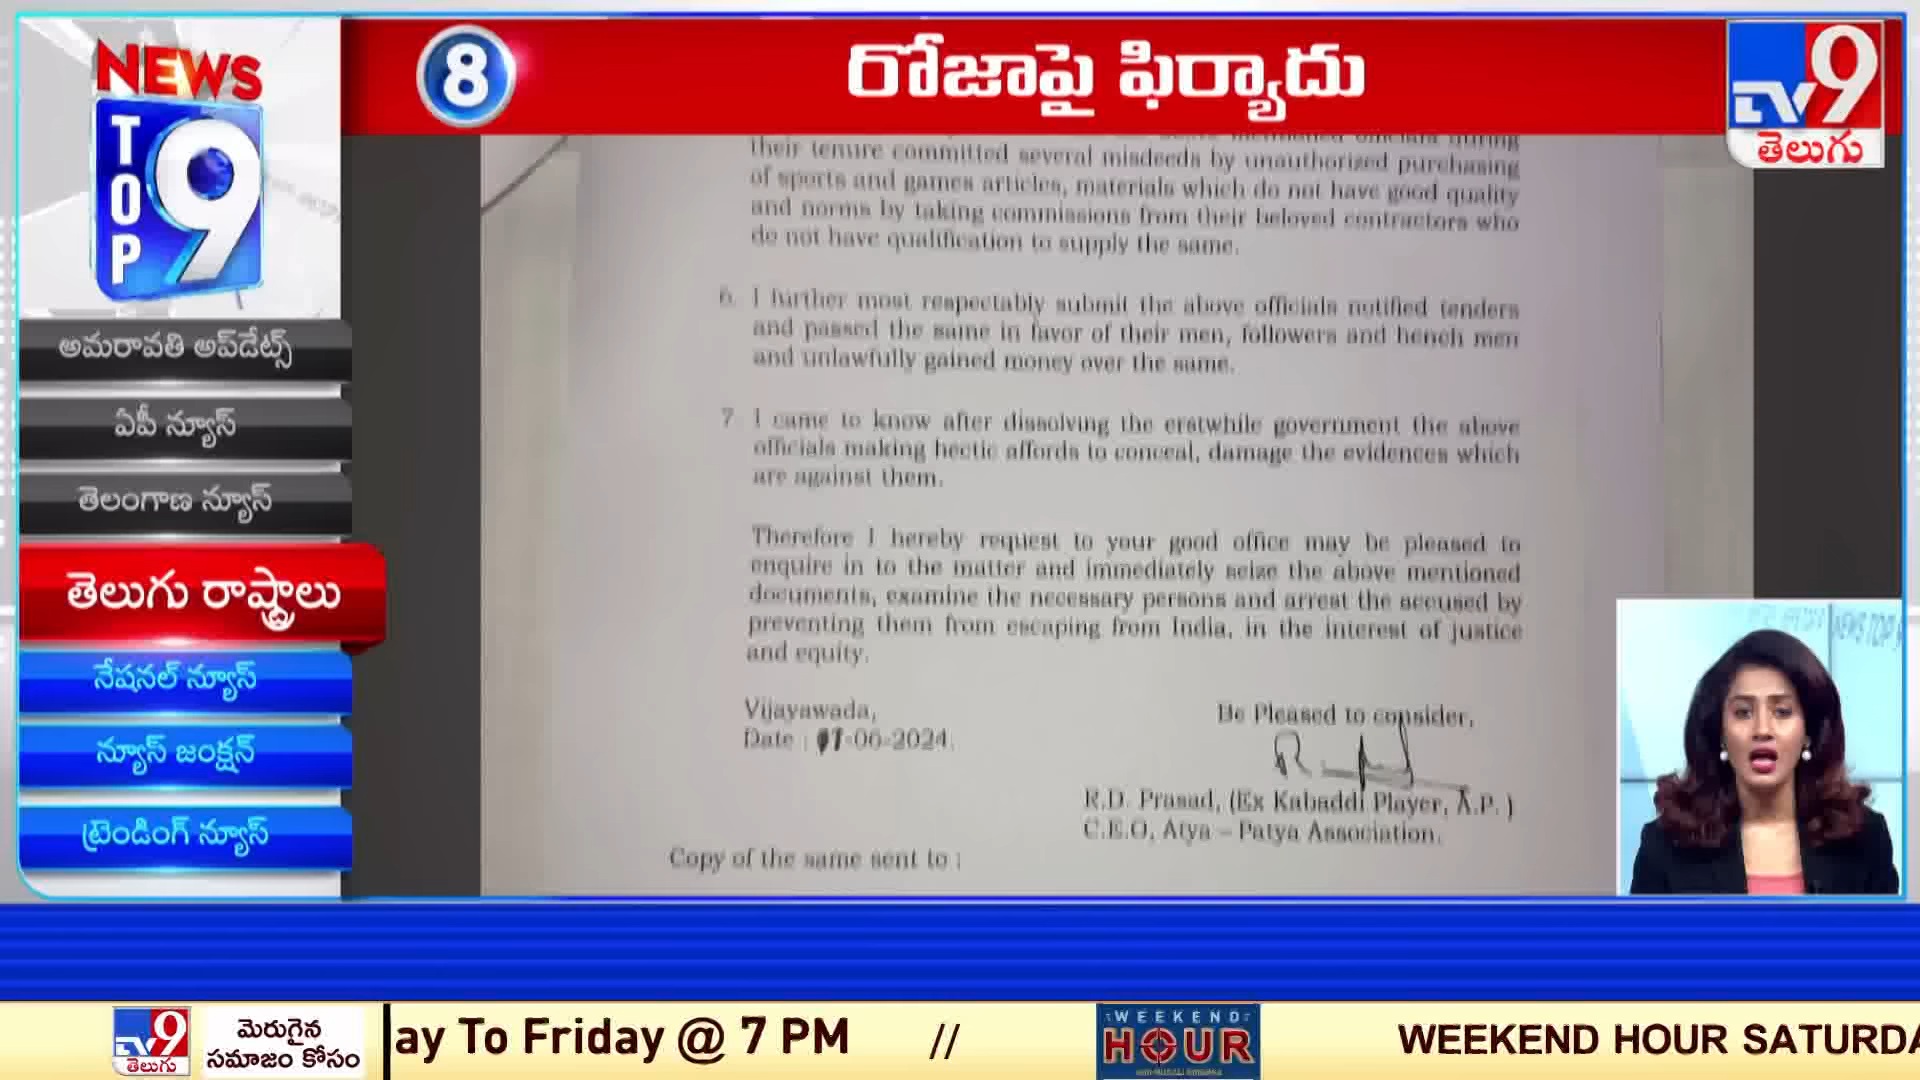 NEWS
TOP
9
8
రోజాపై ఫిర్యాదు
TV9
తెలుగు
అమరావతి అప్‌డేట్స్
ఏపీ న్యూస్
తెలంగాణ న్యూస్
తెలుగు రాష్ట్రాలు
నేషనల్ న్యూస్
న్యూస్ జంక్షన్
ట్రెండింగ్ న్యూస్
officials during
their tenure committed several misdeeds by unauthorized purchasing
of sports and games articles, materials which do not have good quality
and norms by taking commissions from their beloved contractors who
do not have qualification to supply the same.
6. I further most respectably submit the above officials notified tenders
and passed the same in favor of their men, followers and hench men
and unlawfully gained money over the same.
7. I came to know after dissolving the erstwhile government the above
officials making hectic affords to conceal, damage the evidences which
are against them.
Therefore I hereby request to your good office may be pleased to
enquire in to the matter and immediately seize the above mentioned
documents, examine the necessary persons and arrest the accused by
preventing them from escaping from India, in the interest of justice
and equity.
Vijayawada,
Date : 11-06-2024.
Be Pleased to consider,
R.D. Prasad, (Ex Kabaddi Player, A.P. )
C.E.O, Atya – Patya Association.
Copy of the same sent to :
TV9
తెలుగు
మెరుగైన
సమాజం కోసం
ay To Friday @ 7 PM
//
WEEKEND
HOUR
WEEKEND HOUR SATURDA